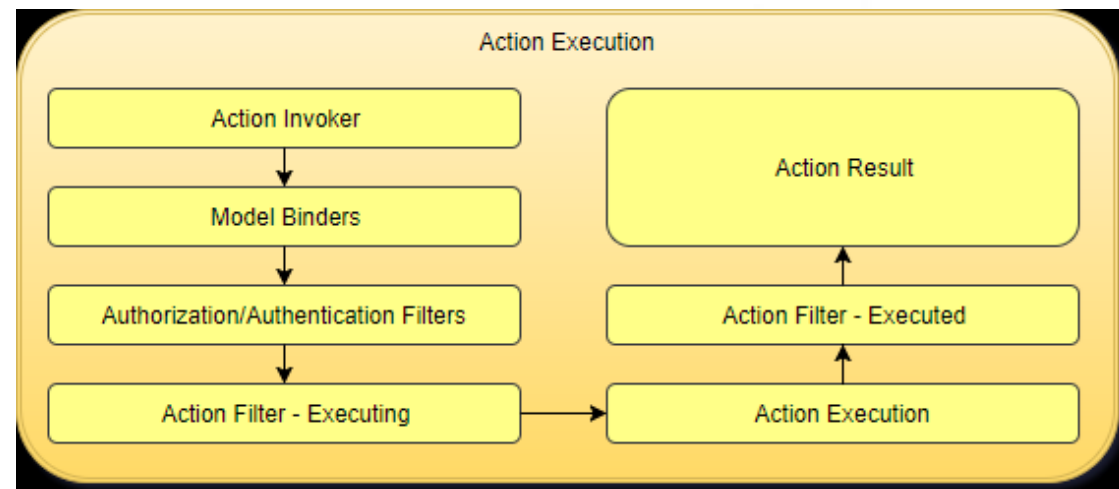 Action Execution
Action Invoker
Model Binders
Authorization/Authentication Filters
Action Filter - Executing
Action Execution
Action Filter - Executed
Action Result